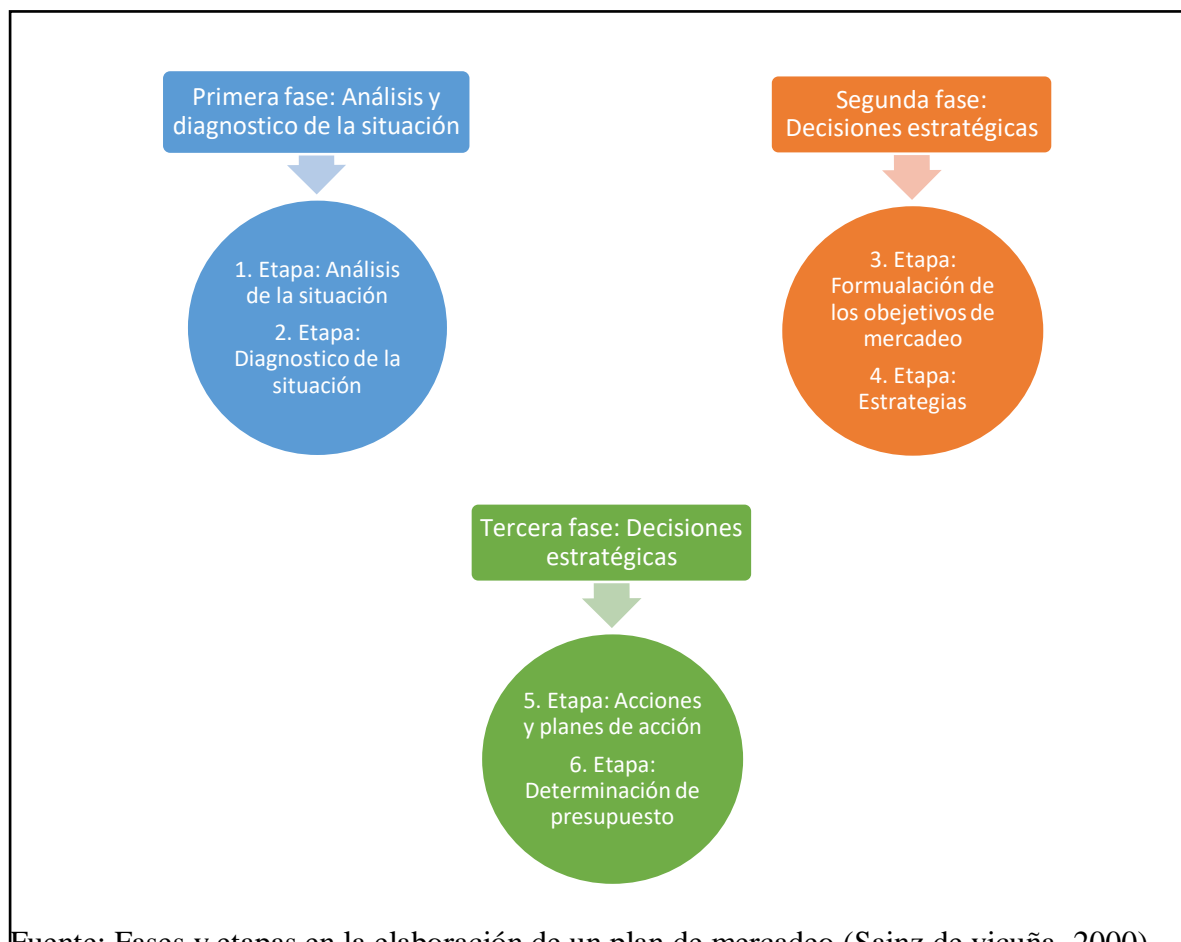 Primera fase: Análisis y
diagnostico de la situación
1. Etapa: Análisis
de la situación
2. Etapa:
Diagnostico de la
situación
Segunda fase:
Decisiones estratégicas
3. Etapa:
Formualación de
los obejetivos de
mercadeo
4. Etapa:
Estrategias
Tercera fase: Decisiones
estratégicas
5. Etapa: Acciones
y planes de acción
6. Etapa:
Determinación de
presupuesto
Fuente: Fases y etapas en la elaboración de un plan de mercadeo (Sainz de vicuña, 2000)